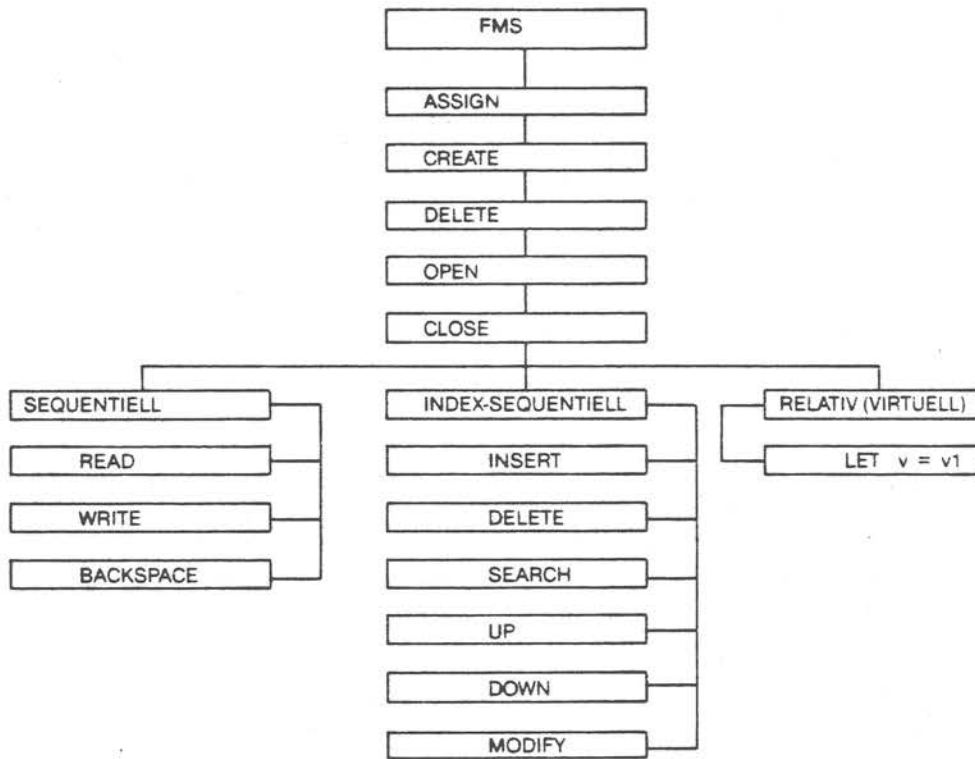 FMS
ASSIGN
CREATE
DELETE
OPEN
CLOSE
SEQUENTIELL
READ
WRITE
BACKSPACE
INDEX-SEQUENTIELL
INSERT
DELETE
SEARCH
UP
DOWN
MODIFY
RELATIV (VIRTUELL)
LET v = v1